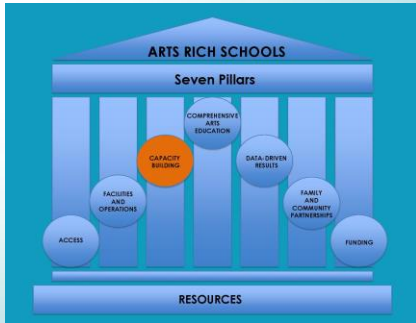 ARTS RICH SCHOOLS
Seven Pillars
COMPREHENSIVE
ARTS
EDUCATION
CAPACITY
BUILDING
DATA-DRIVEN
RESULTS
FACILITIES
AND
OPERATIONS
FAMILY
AND
COMMUNITY
PARTNERSHIPS
ACCESS
FUNDING
RESOURCES